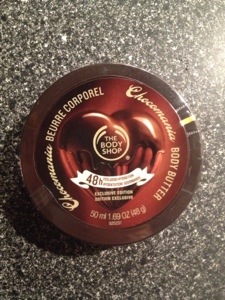 Chocomania BEURRE CORPOREL
Chocomania BODY BUTTER
THE
BODY
SHOP
48h
EXCLUSIVE EDITION
EDITION EXCLUSIVE
50 ml 1.69 OZ (48 g)